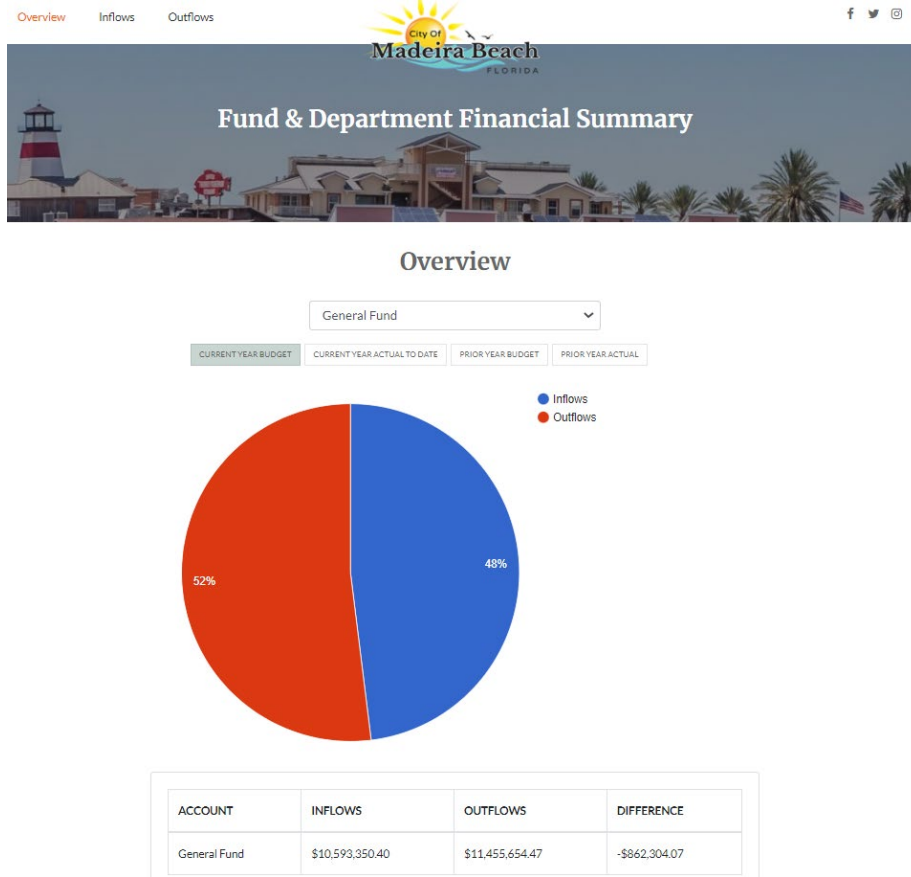 Overview Inflows Outflows
City Of
Madeira Beach
FLORIDA
Fund & Department Financial Summary
Overview
General Fund
CURRENT YEAR BUDGET CURRENT YEAR ACTUAL TO DATE PRIOR YEAR BUDGET PRIOR YEAR ACTUAL
Inflows
Outflows
48%
52%
ACCOUNT INFLOWS OUTFLOWS DIFFERENCE
General Fund $10,593,350.40 $11,455,654.47 -$862,304.07